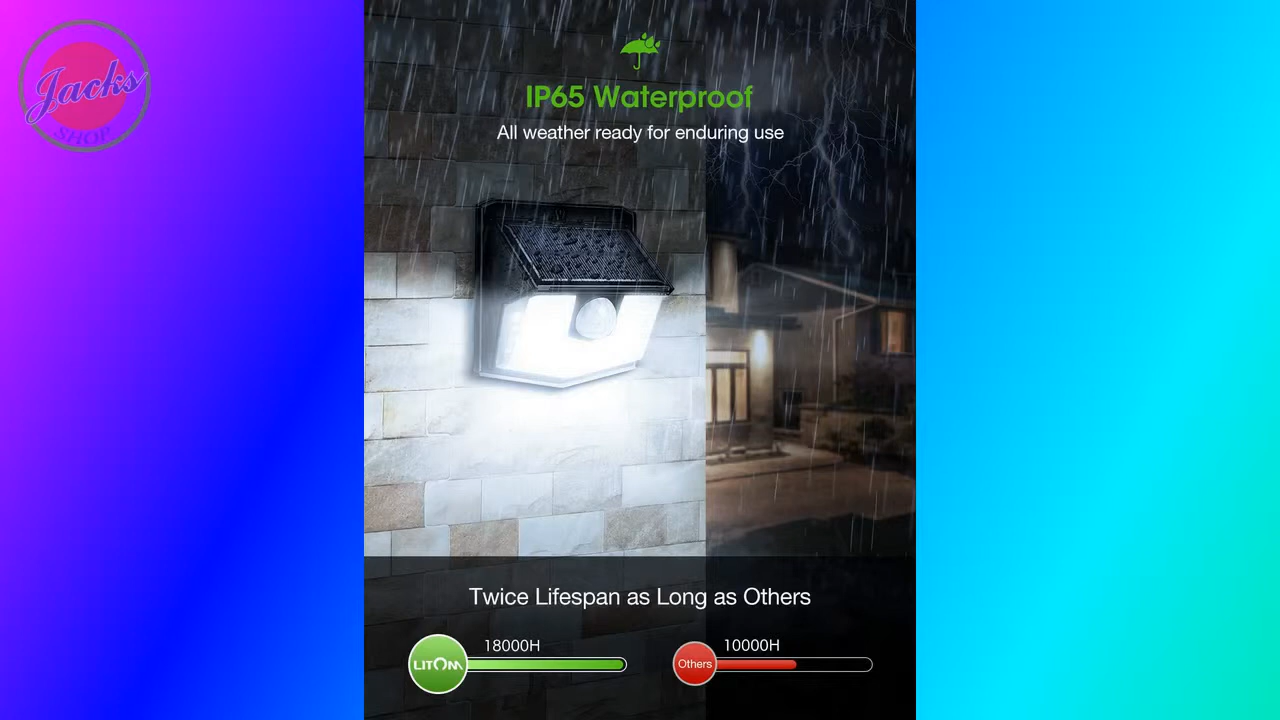 Jacks
SHOP
IP65 Waterproof
All weather ready for enduring use
Twice Lifespan as Long as Others
18000H
LITOM
10000H
Others